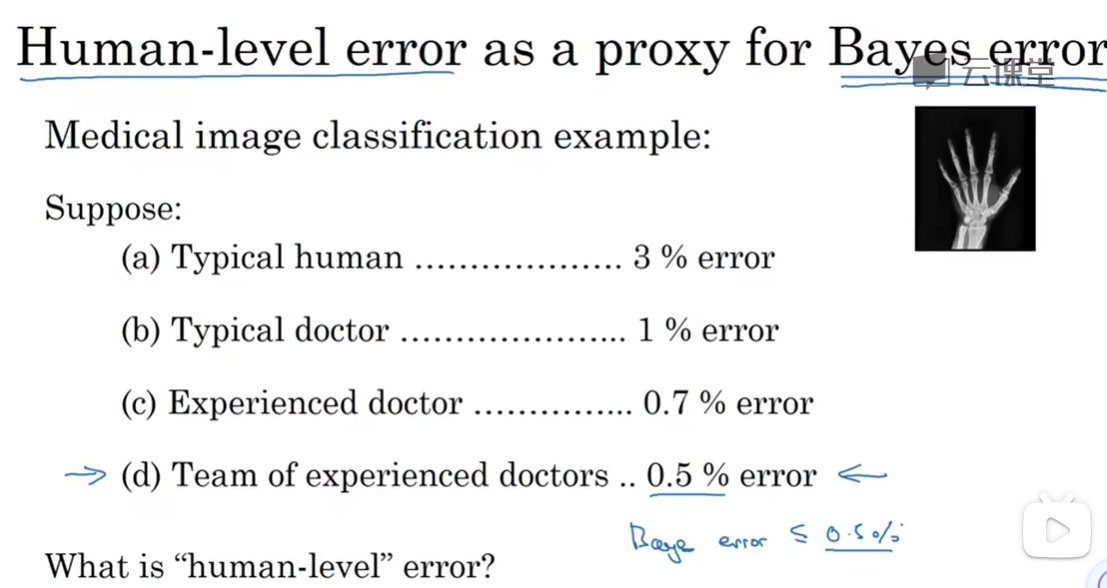 Human-level error as a proxy for Bayes error
云课堂
Medical image classification example:
Suppose:
(a) Typical human ................... 3 % error
(b) Typical doctor ..................... 1 % error
(c) Experienced doctor ............... 0.7 % error
→ (d) Team of experienced doctors .. 0.5 % error ←
Baye error ≤ 0.5%
What is “human-level” error?